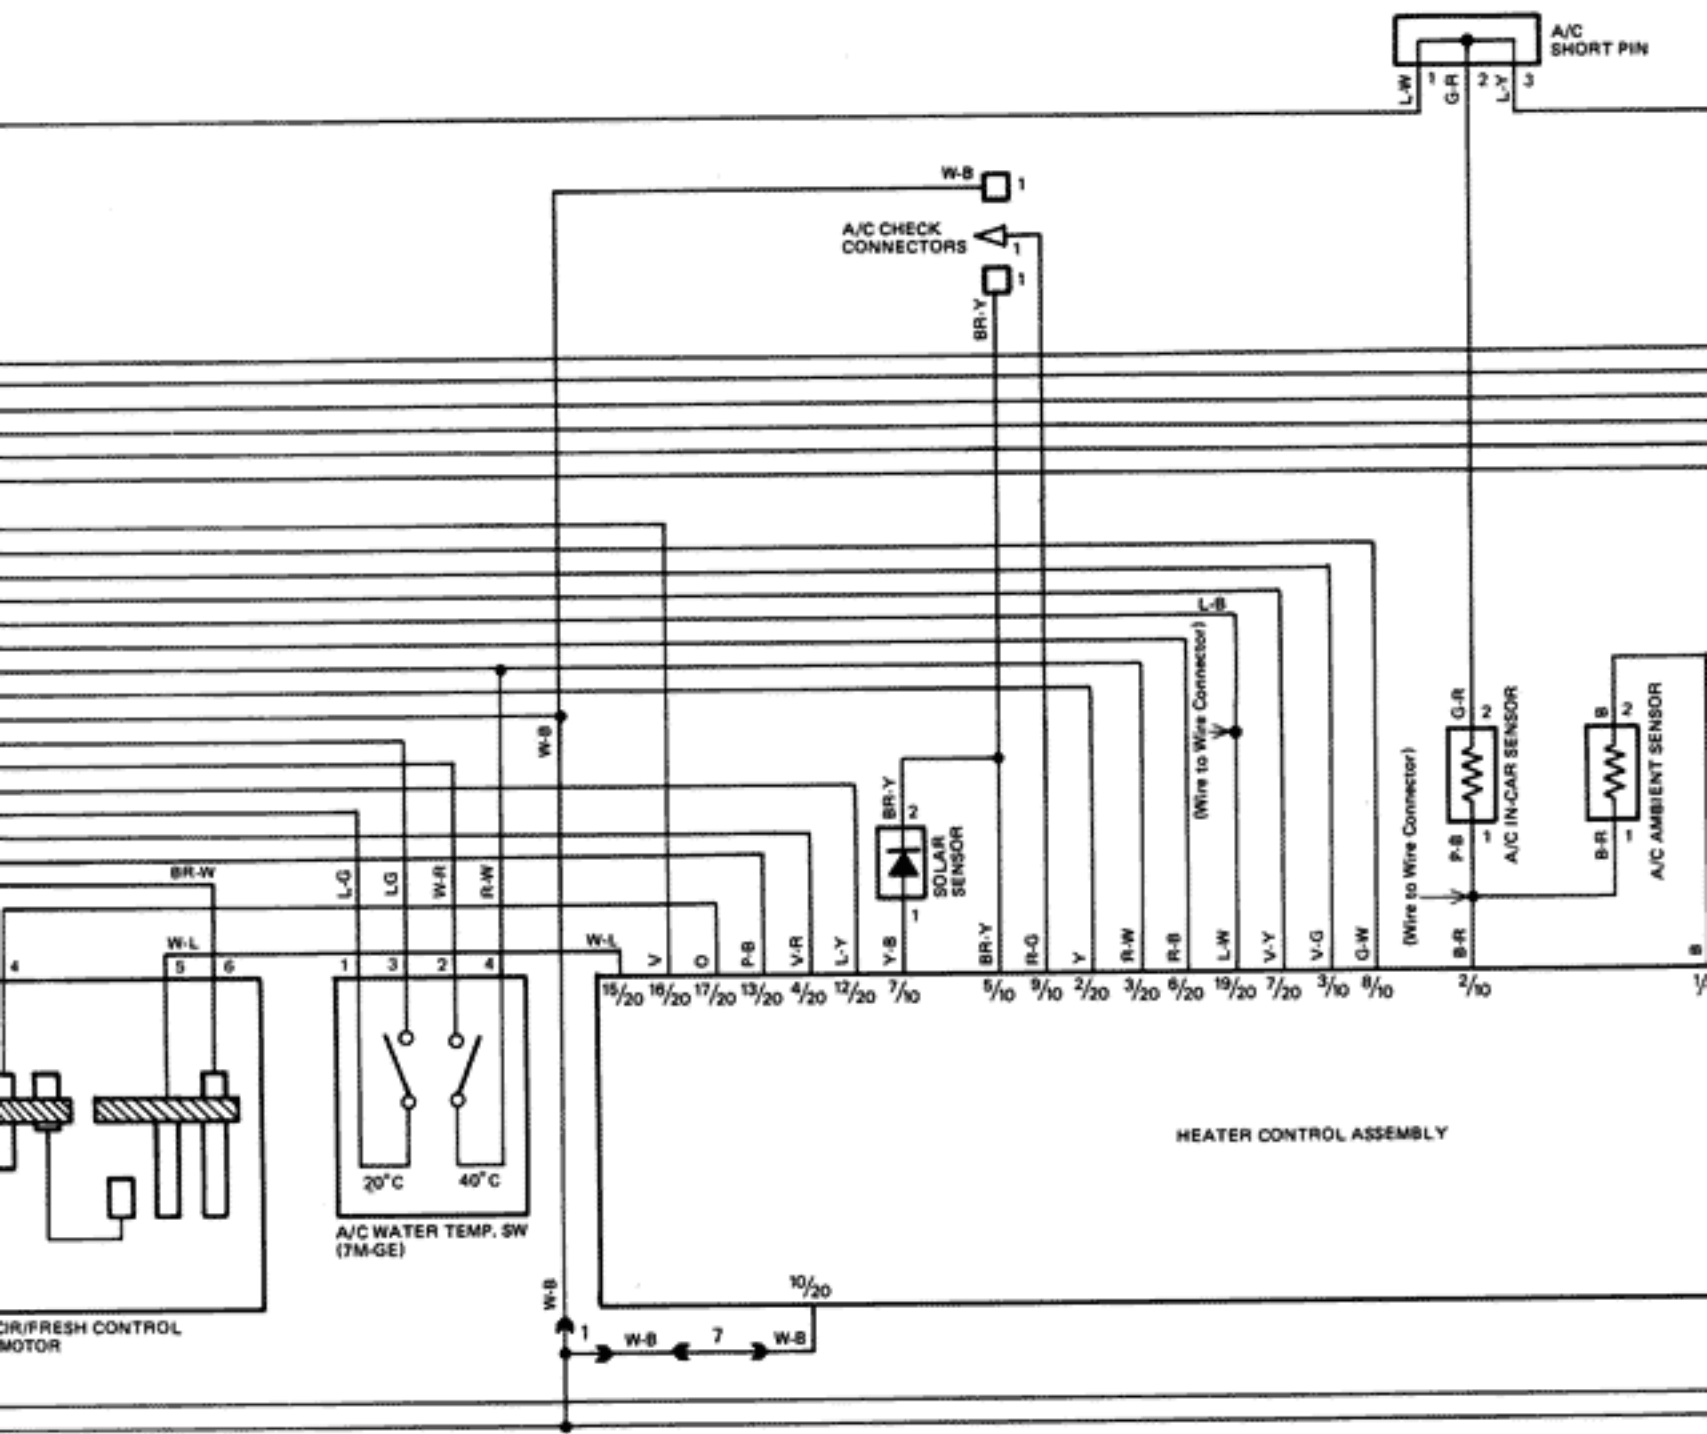 A/C
SHORT PIN
L-W
1
G-R
2
L-Y
3
W-B
1
A/C CHECK
CONNECTORS
1
1
BR-Y
L-B
(Wire to Wire Connector)
W-B
G-R
2
A/C IN-CAR SENSOR
P-B
1
B
2
A/C AMBIENT SENSOR
B-R
1
(Wire to Wire Connector)
BR-Y
2
SOLAR
SENSOR
1
BR-W
L-G
LG
W-R
R-W
W-L
W-L
V
O
P-B
V-R
L-Y
Y-B
BR-Y
R-G
Y
R-W
R-B
L-W
V-Y
V-G
G-W
B-R
B
4
5
6
1
3
2
4
15/20
16/20
17/20
13/20
4/20
12/20
7/10
5/10
9/10
2/20
3/20
6/20
19/20
7/20
3/10
8/10
2/10
HEATER CONTROL ASSEMBLY
20°C
40°C
A/C WATER TEMP. SW
(7M-GE)
10/20
W-B
CIR/FRESH CONTROL
MOTOR
1
W-B
7
W-B